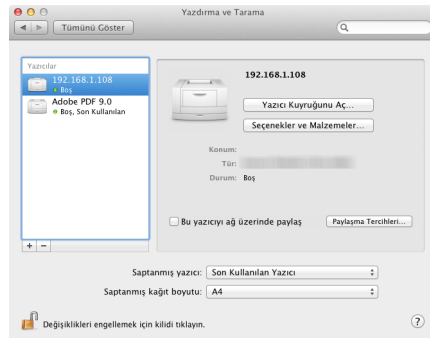 Yazdırma ve Tarama
Tümünü Göster
Yazıcılar
192.168.1.108
Boş
Adobe PDF 9.0
Boş, Son Kullanılan
192.168.1.108
Yazıcı Kuyruğunu Aç...
Seçenekler ve Malzemeler...
Konum:
Tür:
Durum: Boş
Bu yazıcıyı ağ üzerinde paylaş
Paylaşma Tercihleri...
+ −
Saptanmış yazıcı: Son Kullanılan Yazıcı
Saptanmış kağıt boyutu: A4
Değişiklikleri engellemek için kilidi tıklayın.
?